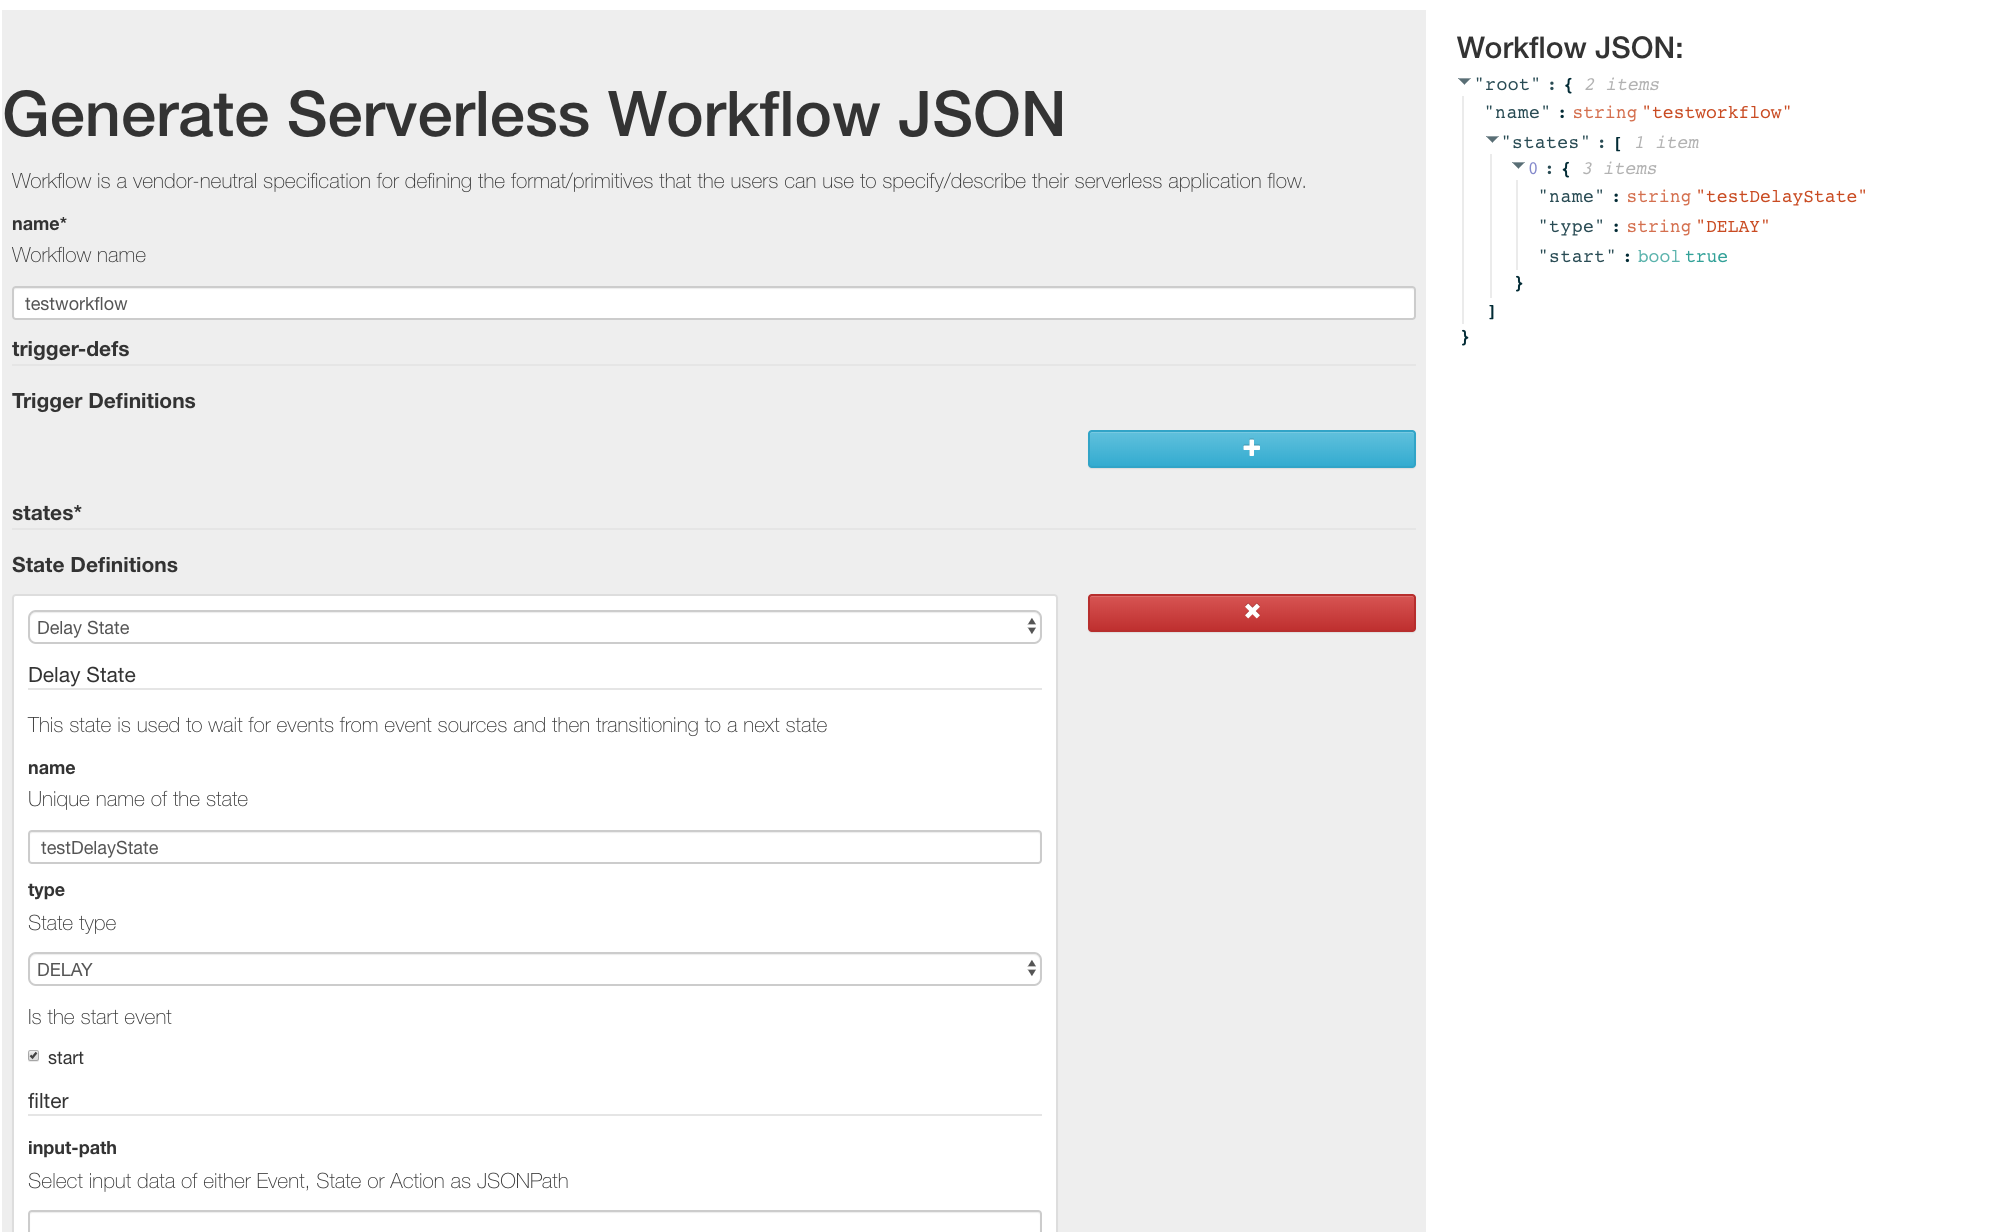 Generate Serverless Workflow JSON
Workflow is a vendor-neutral specification for defining the format/primitives that the users can use to specify/describe their serverless application flow.
name*
Workflow name
testworkflow
trigger-defs
Trigger Definitions
states*
State Definitions
Delay State
Delay State
This state is used to wait for events from event sources and then transitioning to a next state
name
Unique name of the state
testDelayState
type
State type
DELAY
Is the start event
start
filter
input-path
Select input data of either Event, State or Action as JSONPath
Workflow JSON:
"root" : { 2 items
"name" : string "testworkflow"
"states" : [ 1 item
0 : { 3 items
"name" : string "testDelayState"
"type" : string "DELAY"
"start" : bool true
}
]
}